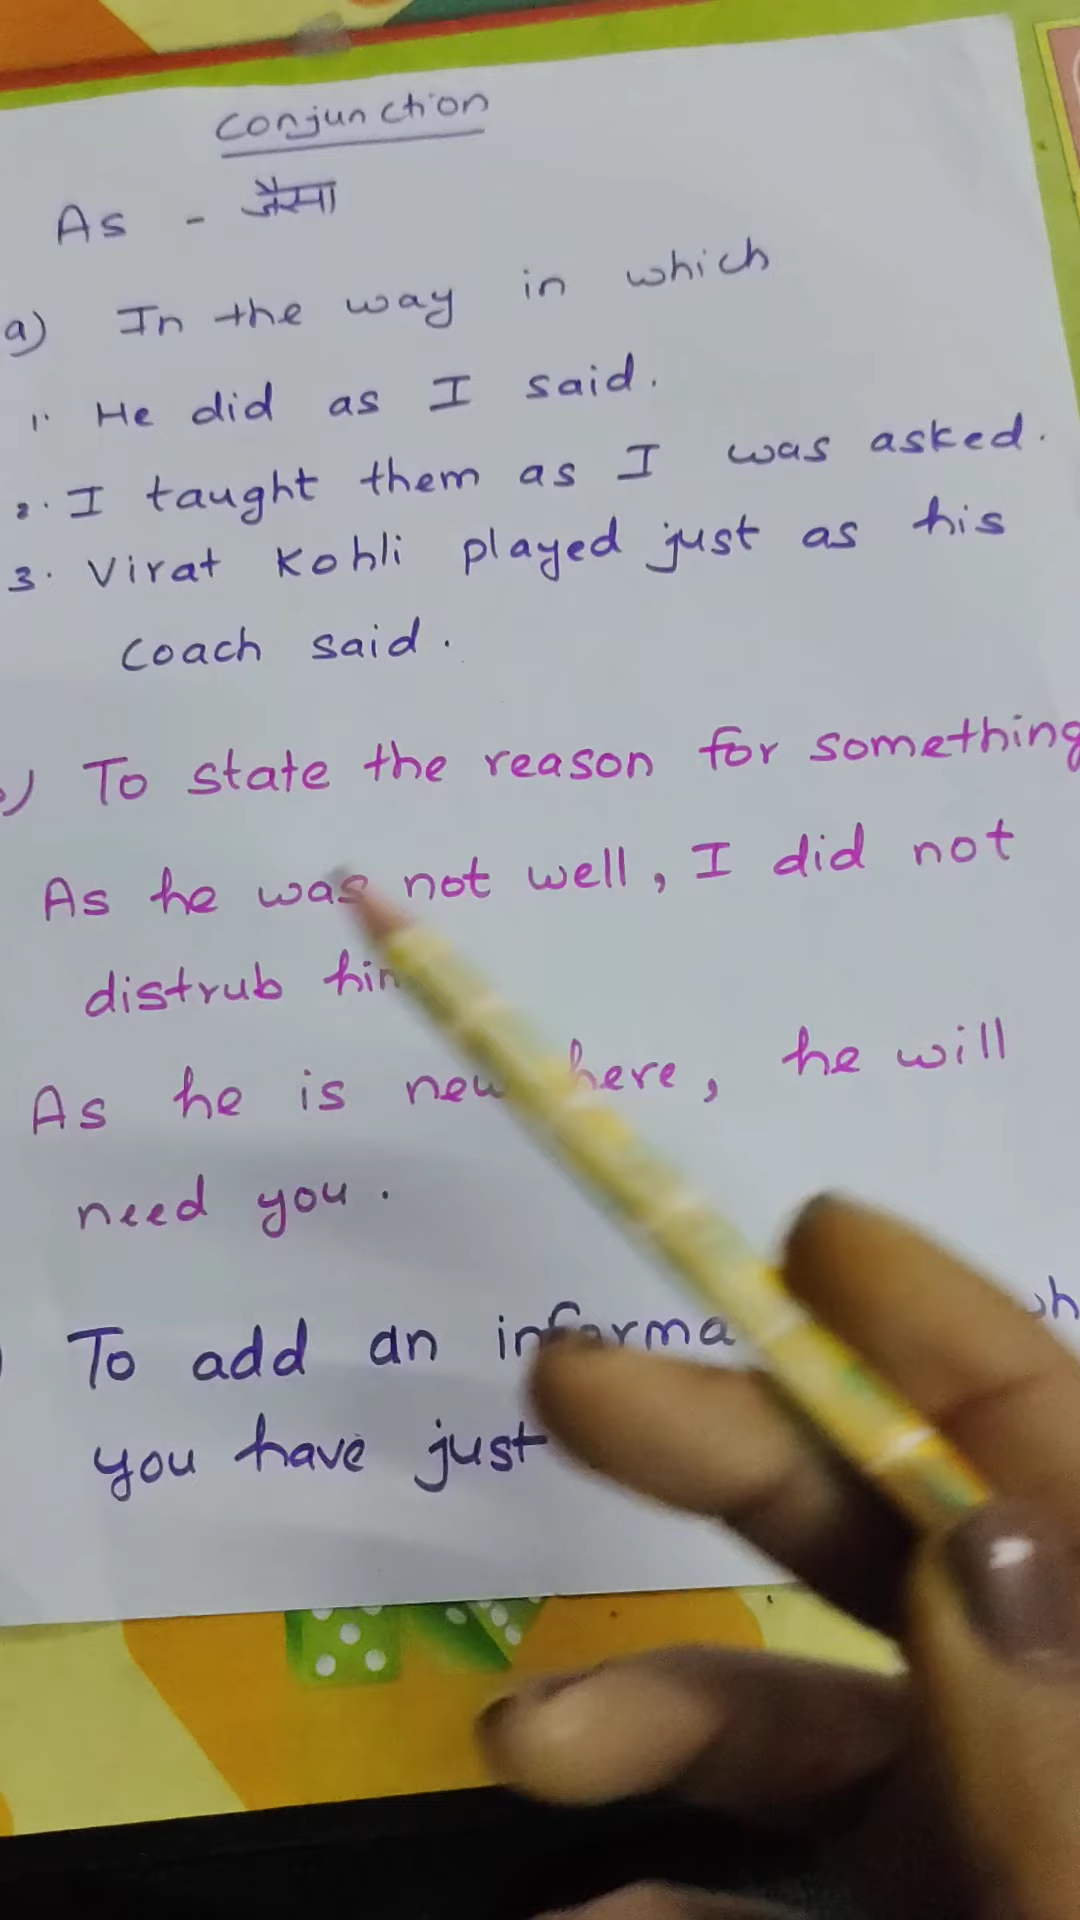 Conjunction
As - जैसा
a) In the way in which
1. He did as I said.
2. I taught them as I was asked.
3. Virat Kohli played just as his
coach said.
) To state the reason for something
As he was not well, I did not
distrub him
As he is new here, he will
need you.
To add an
you have just